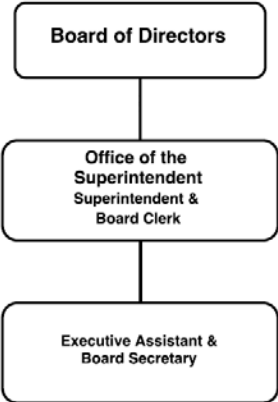 Board of Directors
Office of the
Superintendent
Superintendent &
Board Clerk
Executive Assistant &
Board Secretary